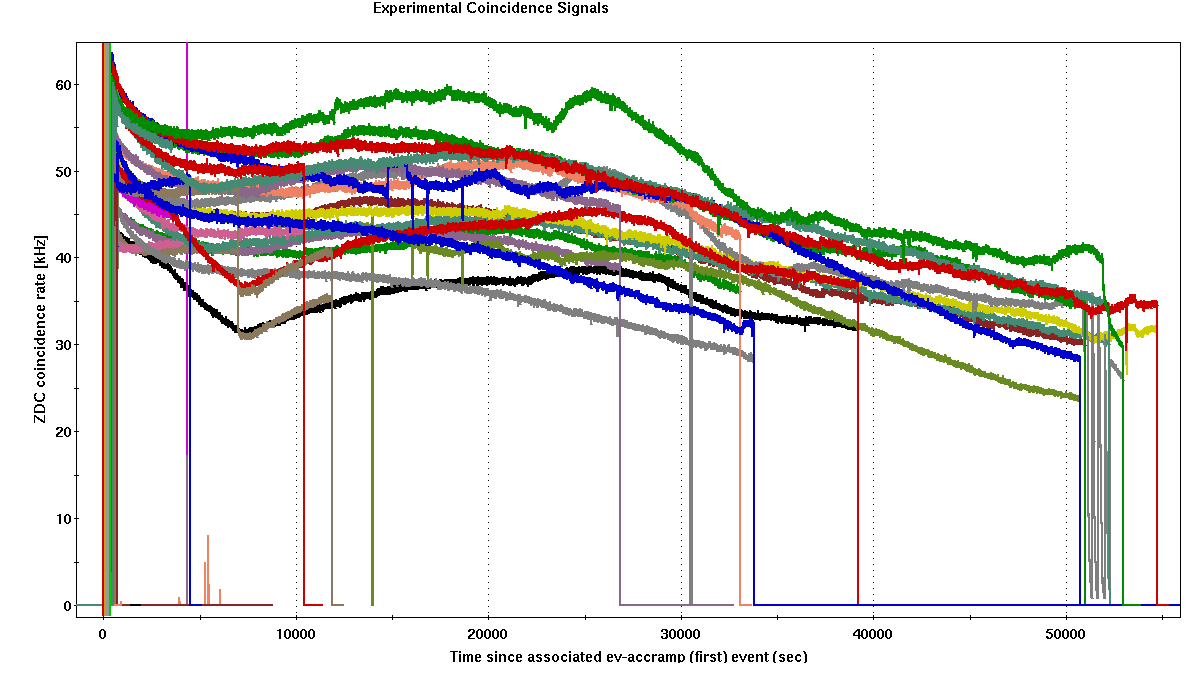 Experimental Coincidence Signals
ZDC coincidence rate [kHz]
60
50
40
30
20
10
0
0 10000 20000 30000 40000 50000
Time since associated ev-accramp (first) event (sec)